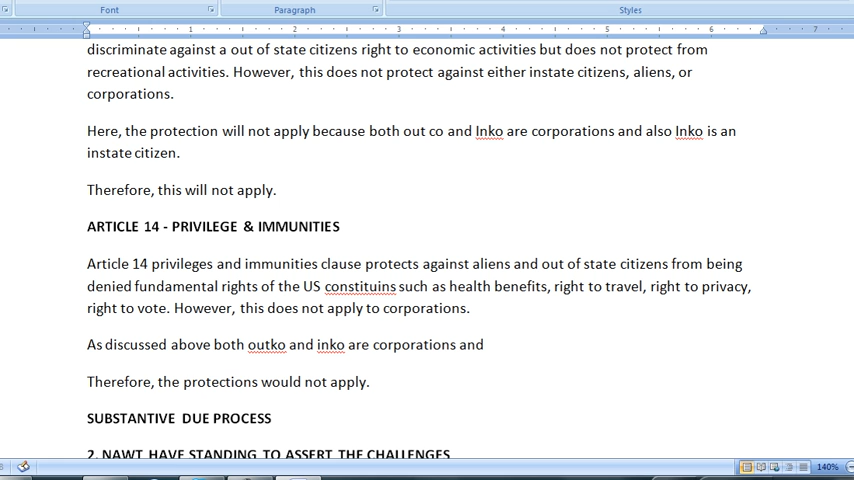 Font
Paragraph
Styles
1 2 3 4 5 6 7
discriminate against a out of state citizens right to economic activities but does not protect from
recreational activities. However, this does not protect against either instate citizens, aliens, or
corporations.
Here, the protection will not apply because both out co and Inko are corporations and also Inko is an
instate citizen.
Therefore, this will not apply.
ARTICLE 14 - PRIVILEGE & IMMUNITIES
Article 14 privileges and immunities clause protects against aliens and out of state citizens from being
denied fundamental rights of the US constituins such as health benefits, right to travel, right to privacy,
right to vote. However, this does not apply to corporations.
As discussed above both outko and inko are corporations and
Therefore, the protections would not apply.
SUBSTANTIVE DUE PROCESS
2. NAWT HAVE STANDING TO ASSERT THE CHALLENGES
140%